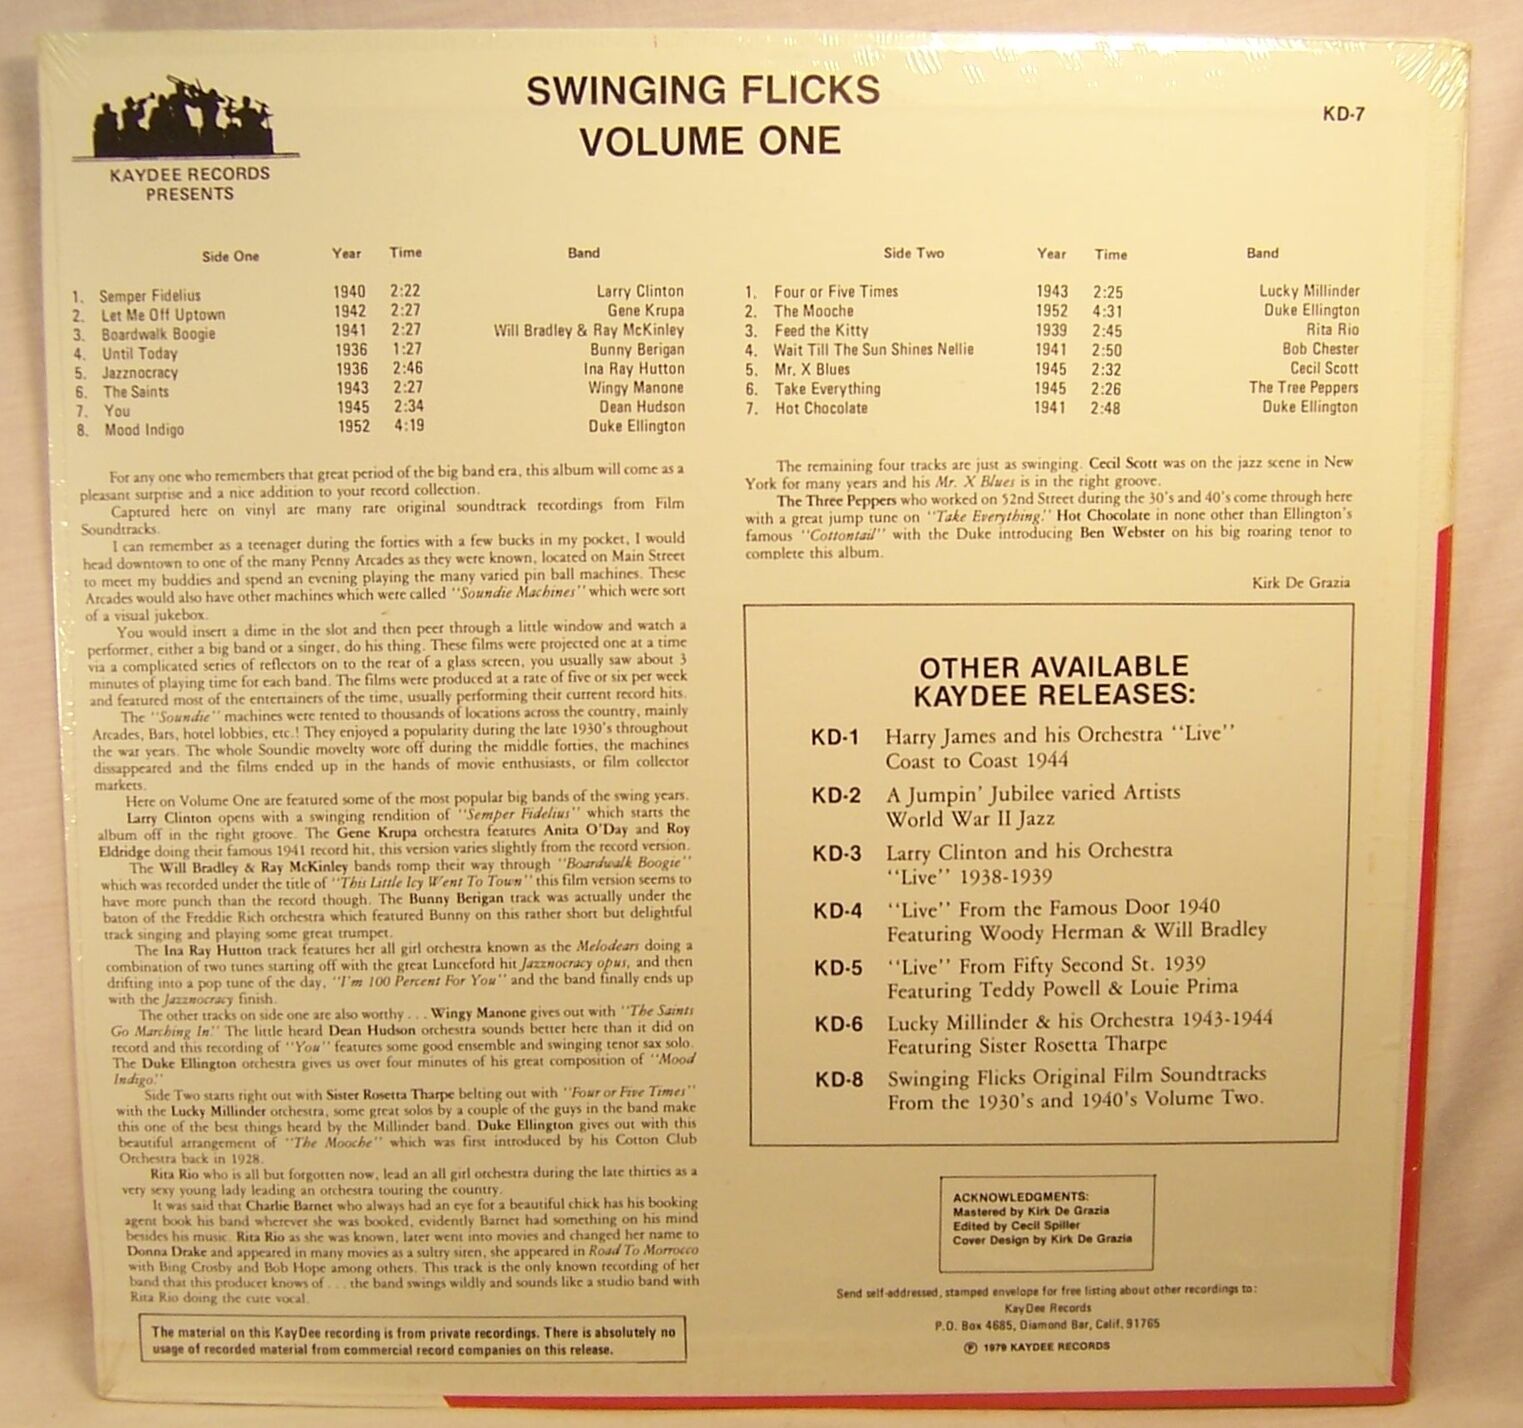 KAYDEE RECORDS
PRESENTS
SWINGING FLICKS
VOLUME ONE
KD-7
Side One Year Time Band
1. Semper Fidelius 1940 2:22 Larry Clinton
2. Let Me Off Uptown 1942 2:27 Gene Krupa
3. Boardwalk Boogie 1941 2:27 Will Bradley & Ray McKinley
4. Until Today 1936 1:27 Bunny Berigan
5. Jazznocracy 1936 2:46 Ina Ray Hutton
6. The Saints 1943 2:27 Wingy Manone
7. You 1945 2:34 Dean Hudson
8. Mood Indigo 1952 4:19 Duke Ellington
Side Two Year Time Band
1. Four or Five Times 1943 2:25 Lucky Millinder
2. The Mooche 1952 4:31 Duke Ellington
3. Feed the Kitty 1939 2:45 Rita Rio
4. Wait Till The Sun Shines Nellie 1941 2:50 Bob Chester
5. Mr. X Blues 1945 2:32 Cecil Scott
6. Take Everything 1945 2:26 The Tree Peppers
7. Hot Chocolate 1941 2:48 Duke Ellington
For any one who remembers that great period of the big band era, this album will come as a
pleasant surprise and a nice addition to your record collection.
Captured here on vinyl are many rare original soundtrack recordings from Film
Soundtracks.
I can remember as a teenager during the forties with a few bucks in my pocket, I would
head downtown to one of the many Penny Arcades as they were known, located on Main Street
to meet my buddies and spend an evening playing the many varied pin ball machines. These
Arcades would also have other machines which were called "Soundie Machines" which were sort
of a visual jukebox.
You would insert a dime in the slot and then peer through a little window and watch a
performer, either a big band or a singer, do his thing. These films were projected one at a time
via a complicated series of reflectors on to the rear of a glass screen, you usually saw about 3
minutes of playing time for each band. The films were produced at a rate of five or six per week
and featured most of the entertainers of the time, usually performing their current record hits.
The "Soundie" machines were rented to thousands of locations across the country, mainly
Arcades, Bars, hotel lobbies, etc.! They enjoyed a popularity during the late 1930's throughout
the war years. The whole Soundie movelty wore off during the middle forties, the machines
dissappeared and the films ended up in the hands of movie enthusiasts, or film collector
markets.
Here on Volume One are featured some of the most popular big bands of the swing years.
Larry Clinton opens with a swinging rendition of "Semper Fidelius" which starts the
album off in the right groove. The Gene Krupa orchestra features Anita O'Day and Roy
Eldridge doing their famous 1941 record hit, this version varies slightly from the record version.
The Will Bradley & Ray McKinley bands romp their way through "Boardwalk Boogie"
which was recorded under the title of "This Little Icy Went To Town" this film version seems to
have more punch than the record though. The Bunny Berigan track was actually under the
baton of the Freddie Rich orchestra which featured Bunny on this rather short but delightful
track singing and playing some great trumpet.
The Ina Ray Hutton track features her all girl orchestra known as the Melodears doing a
combination of two tunes starting off with the great Lunceford hit Jazznocracy opus, and then
drifting into a pop tune of the day, "I'm 100 Percent For You" and the band finally ends up
with the Jazznocracy finish.
The other tracks on side one are also worthy . . . Wingy Manone gives out with "The Saints
Go Marching In." The little heard Dean Hudson orchestra sounds better here than it did on
record and this recording of "You" features some good ensemble and swinging tenor sax solo.
The Duke Ellington orchestra gives us over four minutes of his great composition of "Mood
Indigo."
Side Two starts right out with Sister Rosetta Tharpe belting out with "Four or Five Times"
with the Lucky Millinder orchestra, some great solos by a couple of the guys in the band make
this one of the best things heard by the Millinder band. Duke Ellington gives out with this
beautiful arrangement of "The Mooche" which was first introduced by his Cotton Club
Orchestra back in 1928.
Rita Rio who is all but forgotten now, lead an all girl orchestra during the late thirties as a
very sexy young lady leading an orchestra touring the country.
It was said that Charlie Barnet who always had an eye for a beautiful chick has his booking
agent book his band wherever she was booked, evidently Barnet had something on his mind
besides his music. Rita Rio as she was known, later went into movies and changed her name to
Donna Drake and appeared in many movies as a sultry siren, she appeared in Road To Morrocco
with Bing Crosby and Bob Hope among others. This track is the only known recording of her
band that this producer knows of . . . the band swings wildly and sounds like a studio band with
Rita Rio doing the cute vocal.
The material on this KayDee recording is from private recordings. There is absolutely no
usage of recorded material from commercial record companies on this release.
The remaining four tracks are just as swinging. Cecil Scott was on the jazz scene in New
York for many years and his Mr. X Blues is in the right groove.
The Three Peppers who worked on 52nd Street during the 30's and 40's come through here
with a great jump tune on "Take Everything." Hot Chocolate in none other than Ellington's
famous "Cottontail" with the Duke introducing Ben Webster on his big roaring tenor to
complete this album.
Kirk De Grazia
OTHER AVAILABLE
KAYDEE RELEASES:
KD-1 Harry James and his Orchestra "Live"
Coast to Coast 1944
KD-2 A Jumpin' Jubilee varied Artists
World War II Jazz
KD-3 Larry Clinton and his Orchestra
"Live" 1938-1939
KD-4 "Live" From the Famous Door 1940
Featuring Woody Herman & Will Bradley
KD-5 "Live" From Fifty Second St. 1939
Featuring Teddy Powell & Louie Prima
KD-6 Lucky Millinder & his Orchestra 1943-1944
Featuring Sister Rosetta Tharpe
KD-8 Swinging Flicks Original Film Soundtracks
From the 1930's and 1940's Volume Two.
ACKNOWLEDGMENTS:
Mastered by Kirk De Grazia
Edited by Cecil Spiller
Cover Design by Kirk De Grazia
Send self-addressed, stamped envelope for free listing about other recordings to:
KayDee Records
P.O. Box 4685, Diamond Bar, Calif. 91765
℗ 1979 KAYDEE RECORDS